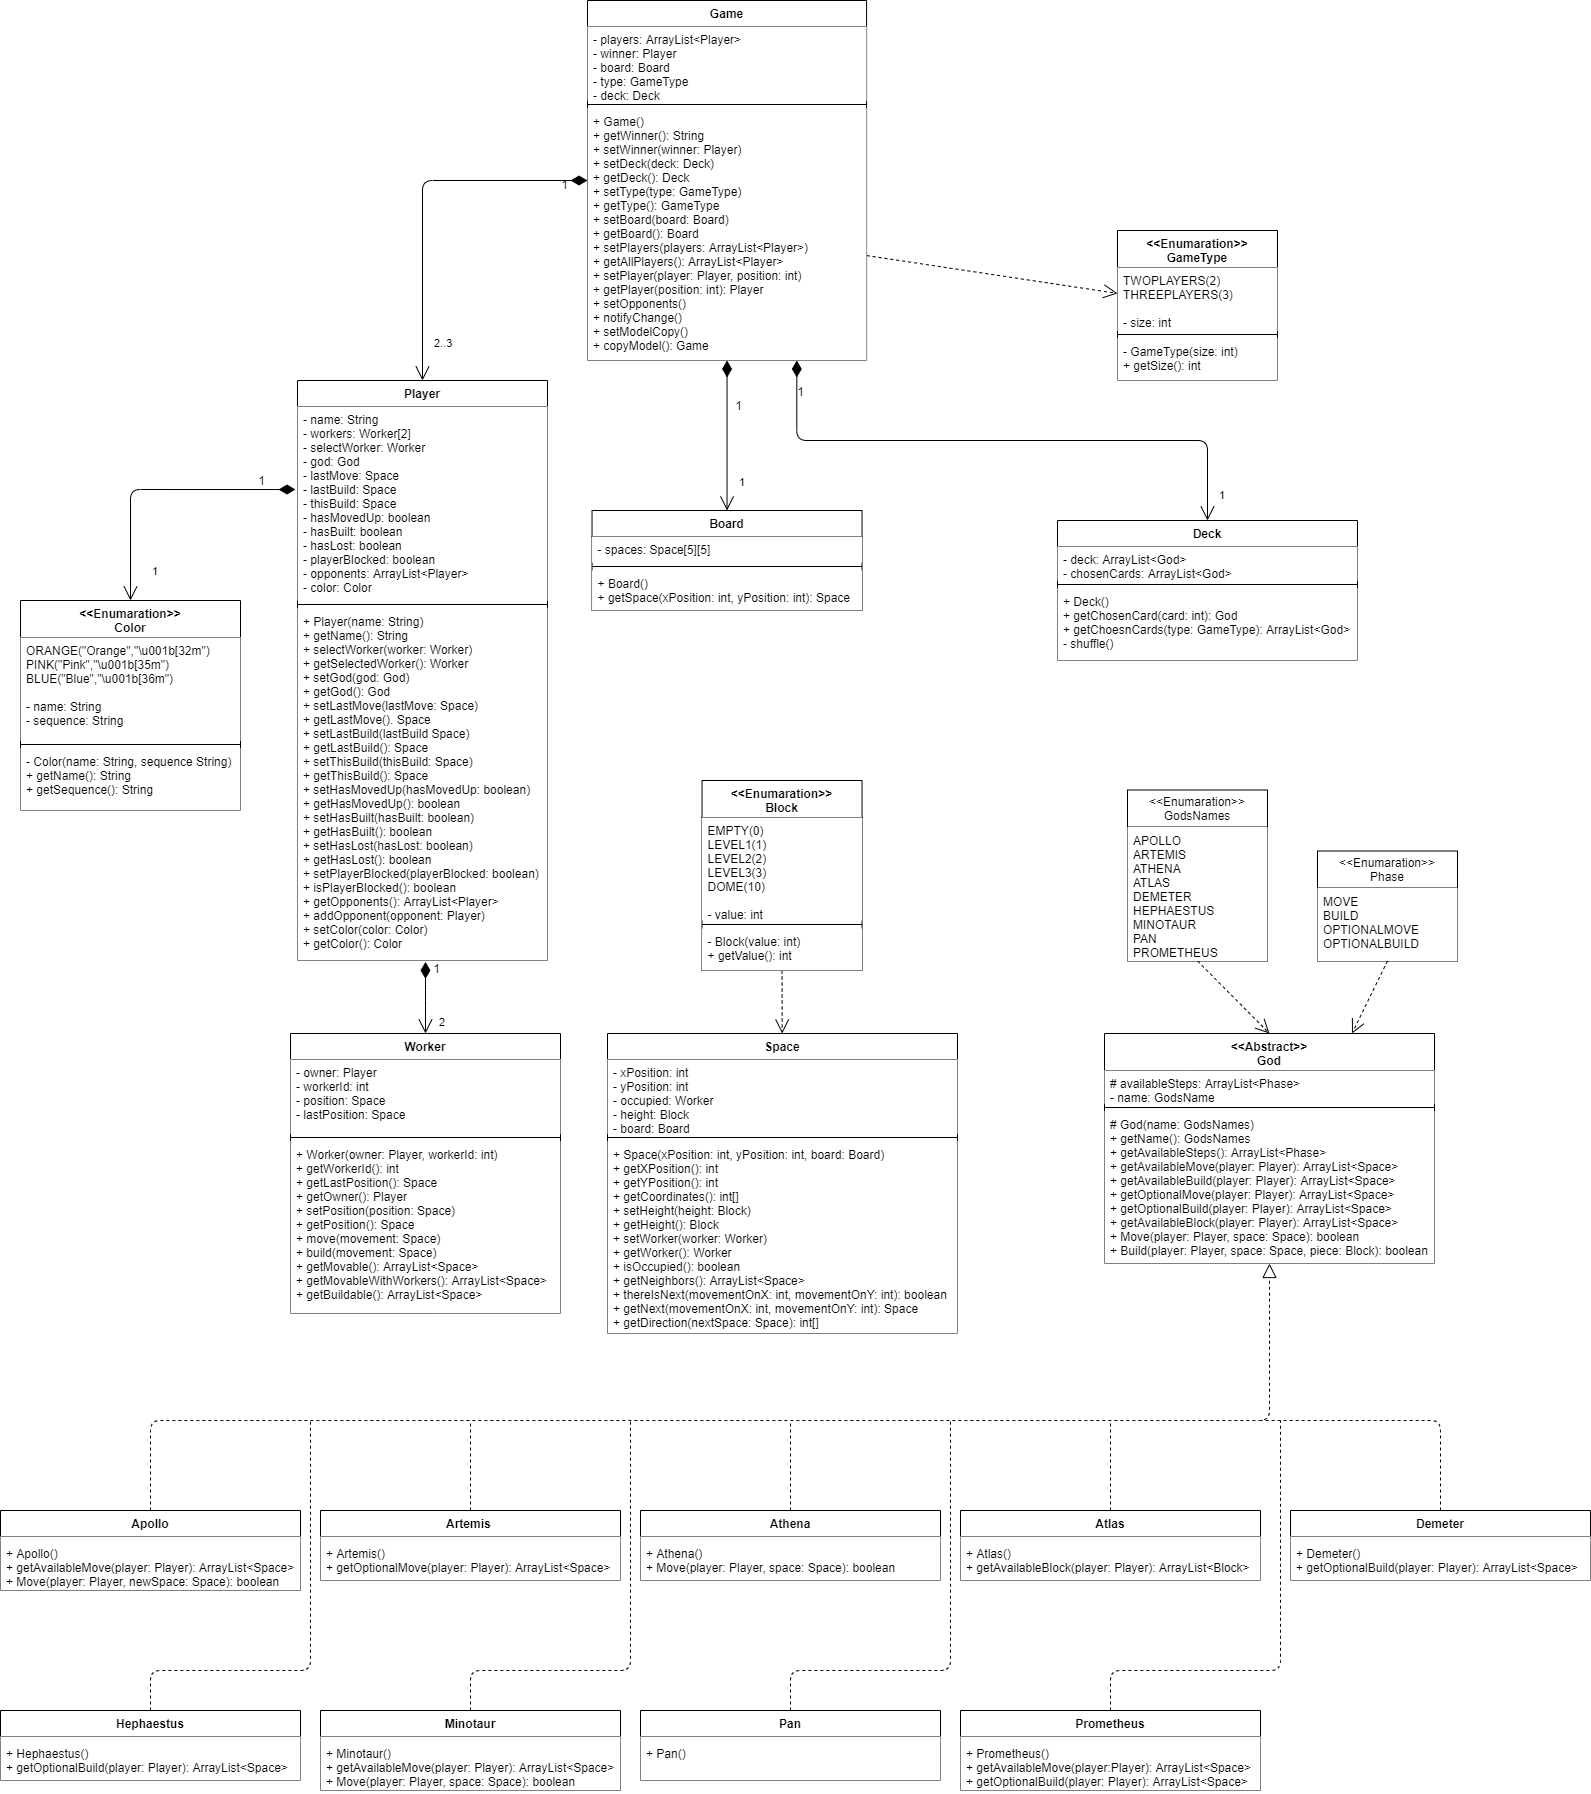 Game
- players: ArrayList<Player>
- winner: Player
- board: Board
- type: GameType
- deck: Deck
+ Game()
+ getWinner(): String
+ setWinner(winner: Player)
+ setDeck(deck: Deck)
+ getDeck(): Deck
+ setType(type: GameType)
+ getType(): GameType
+ setBoard(board: Board)
+ getBoard(): Board
+ setPlayers(players: ArrayList<Player>)
+ getAllPlayers(): ArrayList<Player>
+ setPlayer(player: Player, position: int)
+ getPlayer(position: int): Player
+ setOpponents()
+ notifyChange()
+ setModelCopy()
+ copyModel(): Game
1
2..3
<<Enumaration>>
GameType
TWOPLAYERS(2)
THREEPLAYERS(3)
- size: int
- GameType(size: int)
+ getSize(): int
1
1
1
1
Player
- name: String
- workers: Worker[2]
- selectWorker: Worker
- god: God
- lastMove: Space
- lastBuild: Space
- thisBuild: Space
- hasMovedUp: boolean
- hasBuilt: boolean
- hasLost: boolean
- playerBlocked: boolean
- opponents: ArrayList<Player>
- color: Color
+ Player(name: String)
+ getName(): String
+ selectWorker(worker: Worker)
+ getSelectedWorker(): Worker
+ setGod(god: God)
+ getGod(): God
+ setLastMove(lastMove: Space)
+ getLastMove(). Space
+ setLastBuild(lastBuild Space)
+ getLastBuild(): Space
+ setThisBuild(thisBuild: Space)
+ getThisBuild(): Space
+ setHasMovedUp(hasMovedUp: boolean)
+ getHasMovedUp(): boolean
+ setHasBuilt(hasBuilt: boolean)
+ getHasBuilt(): boolean
+ setHasLost(hasLost: boolean)
+ getHasLost(): boolean
+ setPlayerBlocked(playerBlocked: boolean)
+ isPlayerBlocked(): boolean
+ getOpponents(): ArrayList<Player>
+ addOpponent(opponent: Player)
+ setColor(color: Color)
+ getColor(): Color
1
1
<<Enumaration>>
Color
ORANGE("Orange","\u001b[32m")
PINK("Pink","\u001b[35m")
BLUE("Blue","\u001b[36m")
- name: String
- sequence: String
- Color(name: String, sequence String)
+ getName(): String
+ getSequence(): String
Board
- spaces: Space[5][5]
+ Board()
+ getSpace(xPosition: int, yPosition: int): Space
Deck
- deck: ArrayList<God>
- chosenCards: ArrayList<God>
+ Deck()
+ getChosenCard(card: int): God
+ getChoesnCards(type: GameType): ArrayList<God>
- shuffle()
<<Enumaration>>
Block
EMPTY(0)
LEVEL1(1)
LEVEL2(2)
LEVEL3(3)
DOME(10)
- value: int
- Block(value: int)
+ getValue(): int
<<Enumaration>>
GodsNames
APOLLO
ARTEMIS
ATHENA
ATLAS
DEMETER
HEPHAESTUS
MINOTAUR
PAN
PROMETHEUS
<<Enumaration>>
Phase
MOVE
BUILD
OPTIONALMOVE
OPTIONALBUILD
1
2
Worker
- owner: Player
- workerId: int
- position: Space
- lastPosition: Space
+ Worker(owner: Player, workerId: int)
+ getWorkerId(): int
+ getLastPosition(): Space
+ getOwner(): Player
+ setPosition(position: Space)
+ getPosition(): Space
+ move(movement: Space)
+ build(movement: Space)
+ getMovable(): ArrayList<Space>
+ getMovableWithWorkers(): ArrayList<Space>
+ getBuildable(): ArrayList<Space>
Space
- xPosition: int
- yPosition: int
- occupied: Worker
- height: Block
- board: Board
+ Space(xPosition: int, yPosition: int, board: Board)
+ getXPosition(): int
+ getYPosition(): int
+ getCoordinates(): int[]
+ setHeight(height: Block)
+ getHeight(): Block
+ setWorker(worker: Worker)
+ getWorker(): Worker
+ isOccupied(): boolean
+ getNeighbors(): ArrayList<Space>
+ thereIsNext(movementOnX: int, movementOnY: int): boolean
+ getNext(movementOnX: int, movementOnY: int): Space
+ getDirection(nextSpace: Space): int[]
<<Abstract>>
God
# availableSteps: ArrayList<Phase>
- name: GodsName
# God(name: GodsNames)
+ getName(): GodsNames
+ getAvailableSteps(): ArrayList<Phase>
+ getAvailableMove(player: Player): ArrayList<Space>
+ getAvailableBuild(player: Player): ArrayList<Space>
+ getOptionalMove(player: Player): ArrayList<Space>
+ getOptionalBuild(player: Player): ArrayList<Space>
+ getAvailableBlock(player: Player): ArrayList<Space>
+ Move(player: Player, space: Space): boolean
+ Build(player: Player, space: Space, piece: Block): boolean
Apollo
+ Apollo()
+ getAvailableMove(player: Player): ArrayList<Space>
+ Move(player: Player, newSpace: Space): boolean
Artemis
+ Artemis()
+ getOptionalMove(player: Player): ArrayList<Space>
Athena
+ Athena()
+ Move(player: Player, space: Space): boolean
Atlas
+ Atlas()
+ getAvailableBlock(player: Player): ArrayList<Block>
Demeter
+ Demeter()
+ getOptionalBuild(player: Player): ArrayList<Space>
Hephaestus
+ Hephaestus()
+ getOptionalBuild(player: Player): ArrayList<Space>
Minotaur
+ Minotaur()
+ getAvailableMove(player: Player): ArrayList<Space>
+ Move(player: Player, space: Space): boolean
Pan
+ Pan()
Prometheus
+ Prometheus()
+ getAvailableMove(player:Player): ArrayList<Space>
+ getOptionalBuild(player: Player): ArrayList<Space>